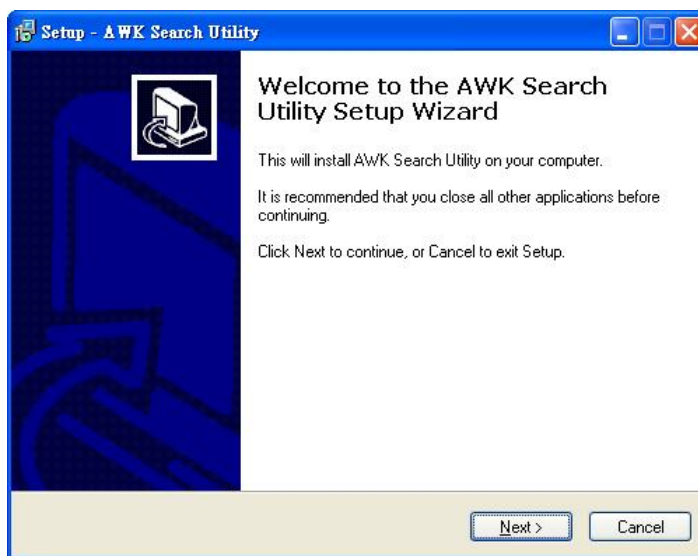 Setup - AWK Search Utility
Welcome to the AWK Search
Utility Setup Wizard
This will install AWK Search Utility on your computer.
It is recommended that you close all other applications before
continuing.
Click Next to continue, or Cancel to exit Setup.
Next >
Cancel